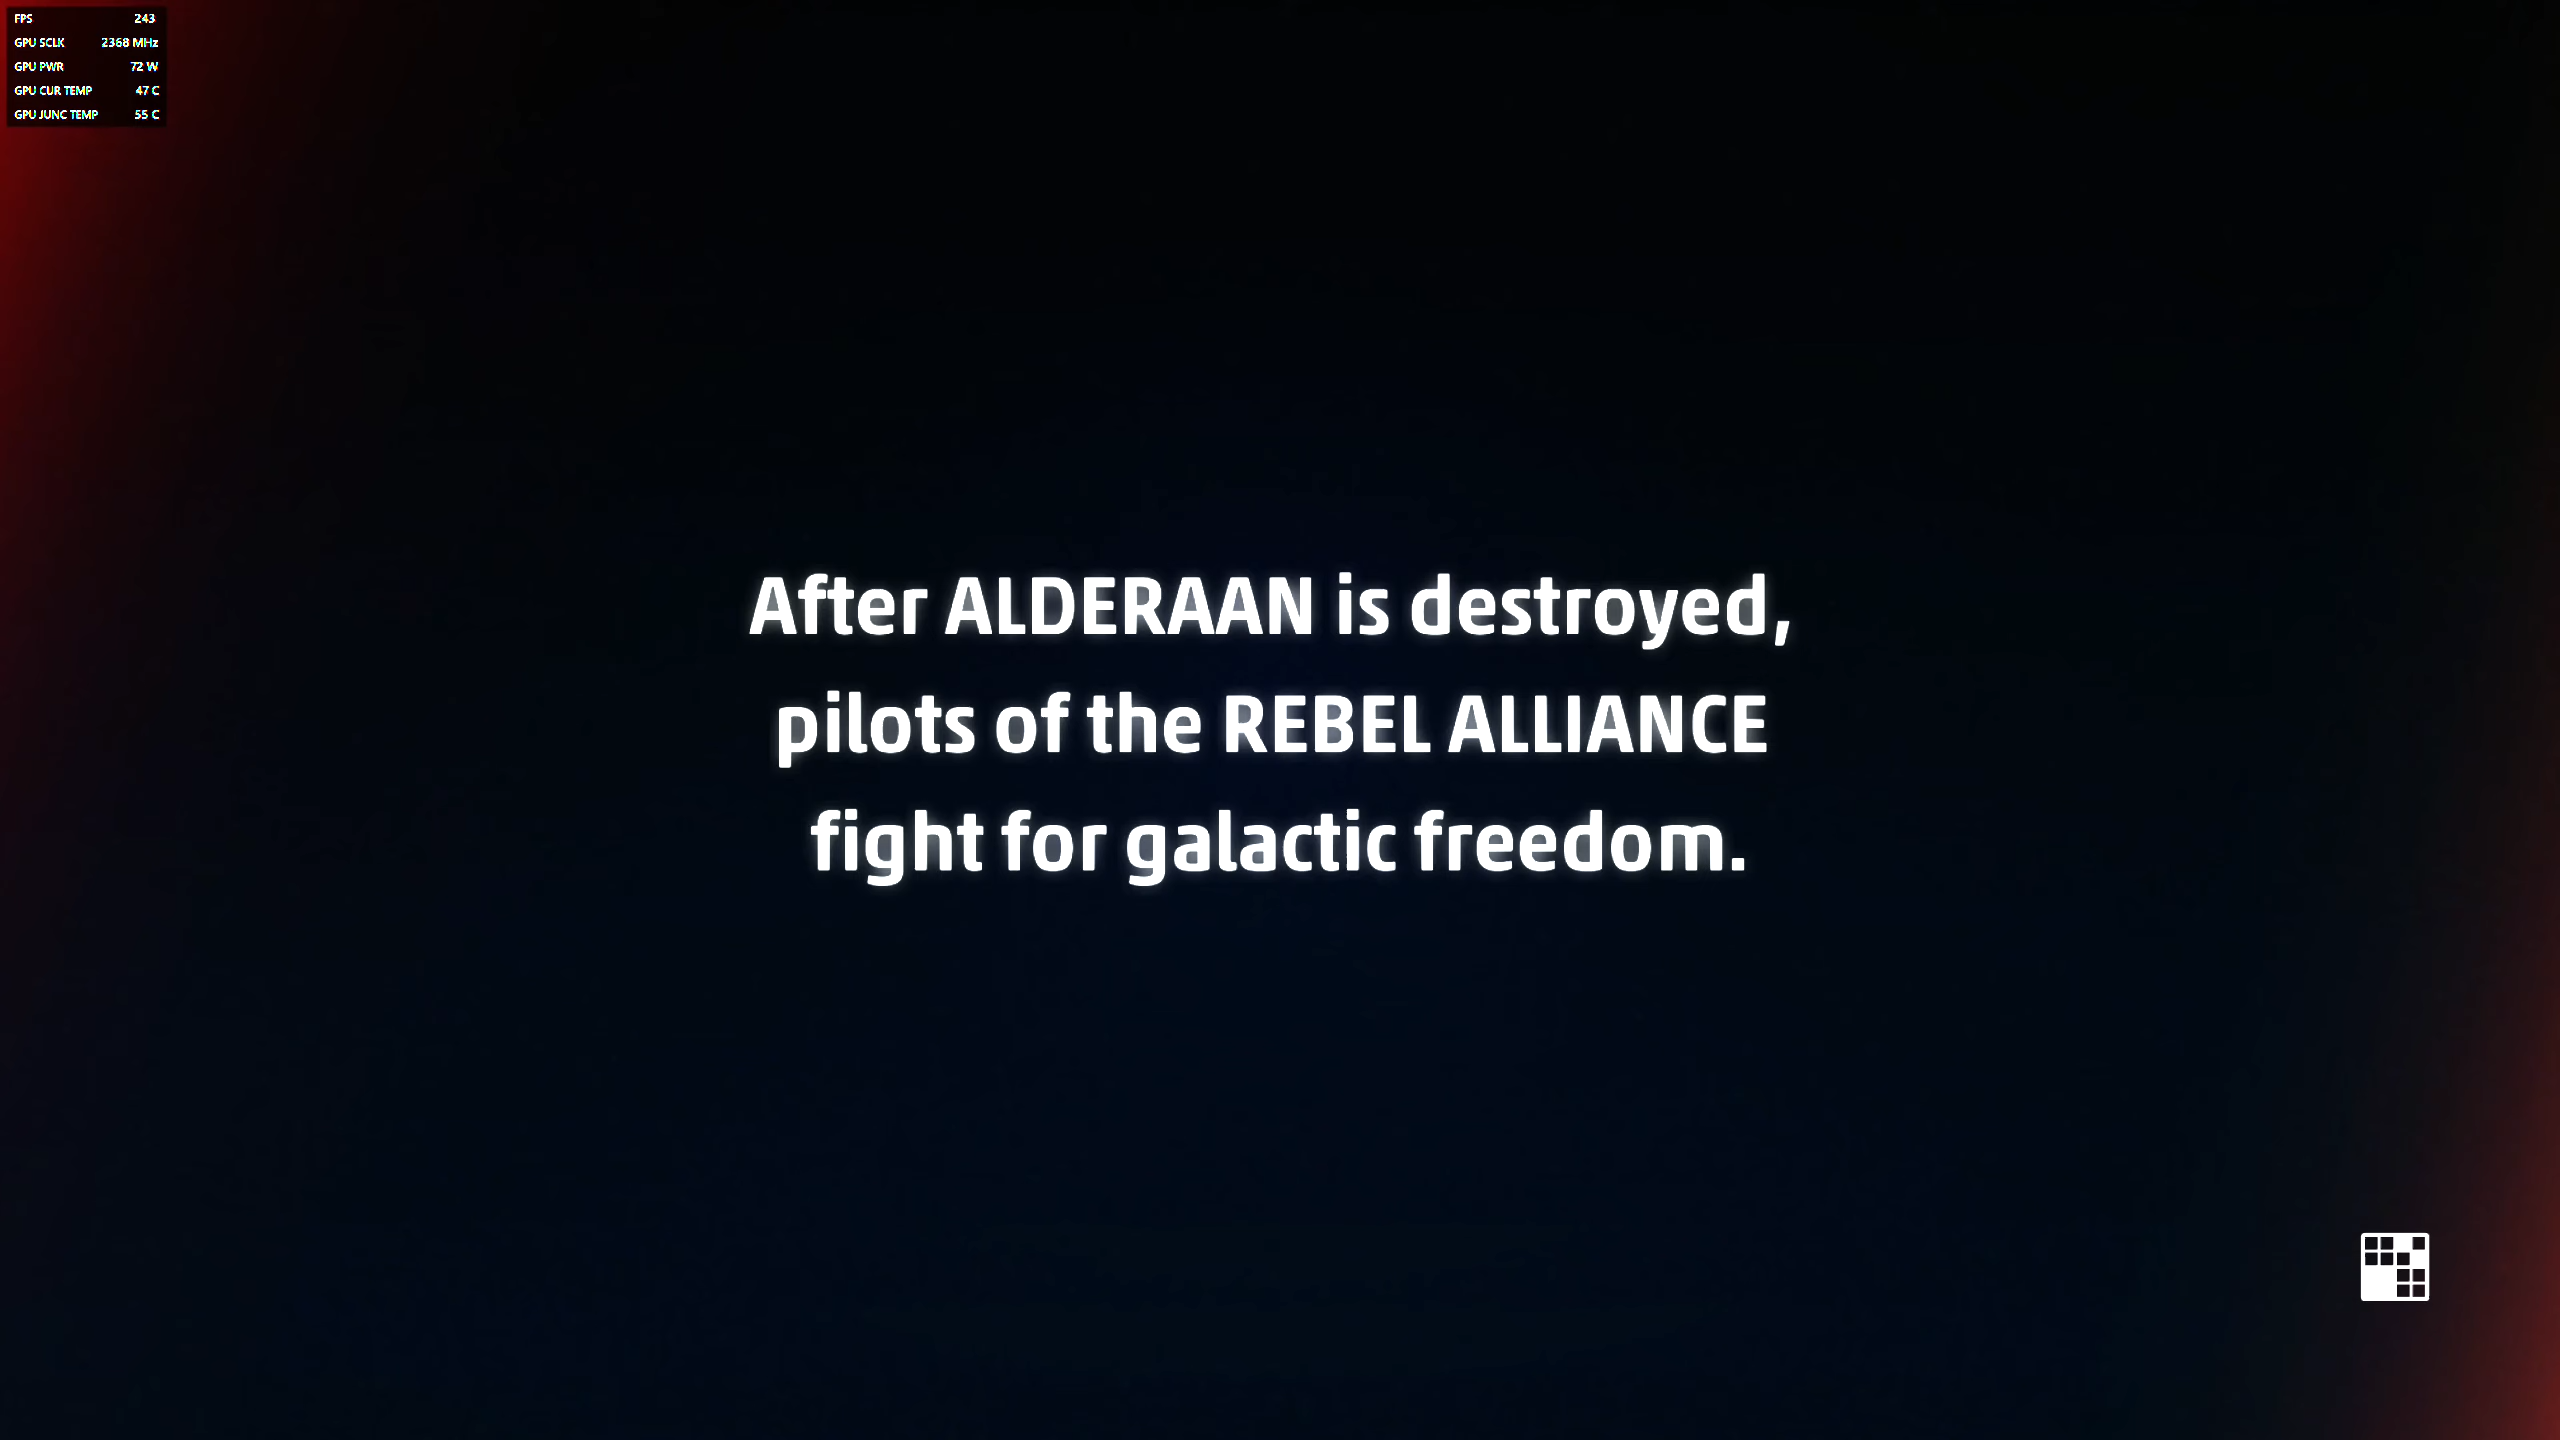 FPS 243
GPU SCLK 2368 MHz
GPU PWR 72 W
GPU CUR TEMP 47 C
GPU JUNC TEMP 55 C
After ALDERAAN is destroyed,
pilots of the REBEL ALLIANCE
fight for galactic freedom.